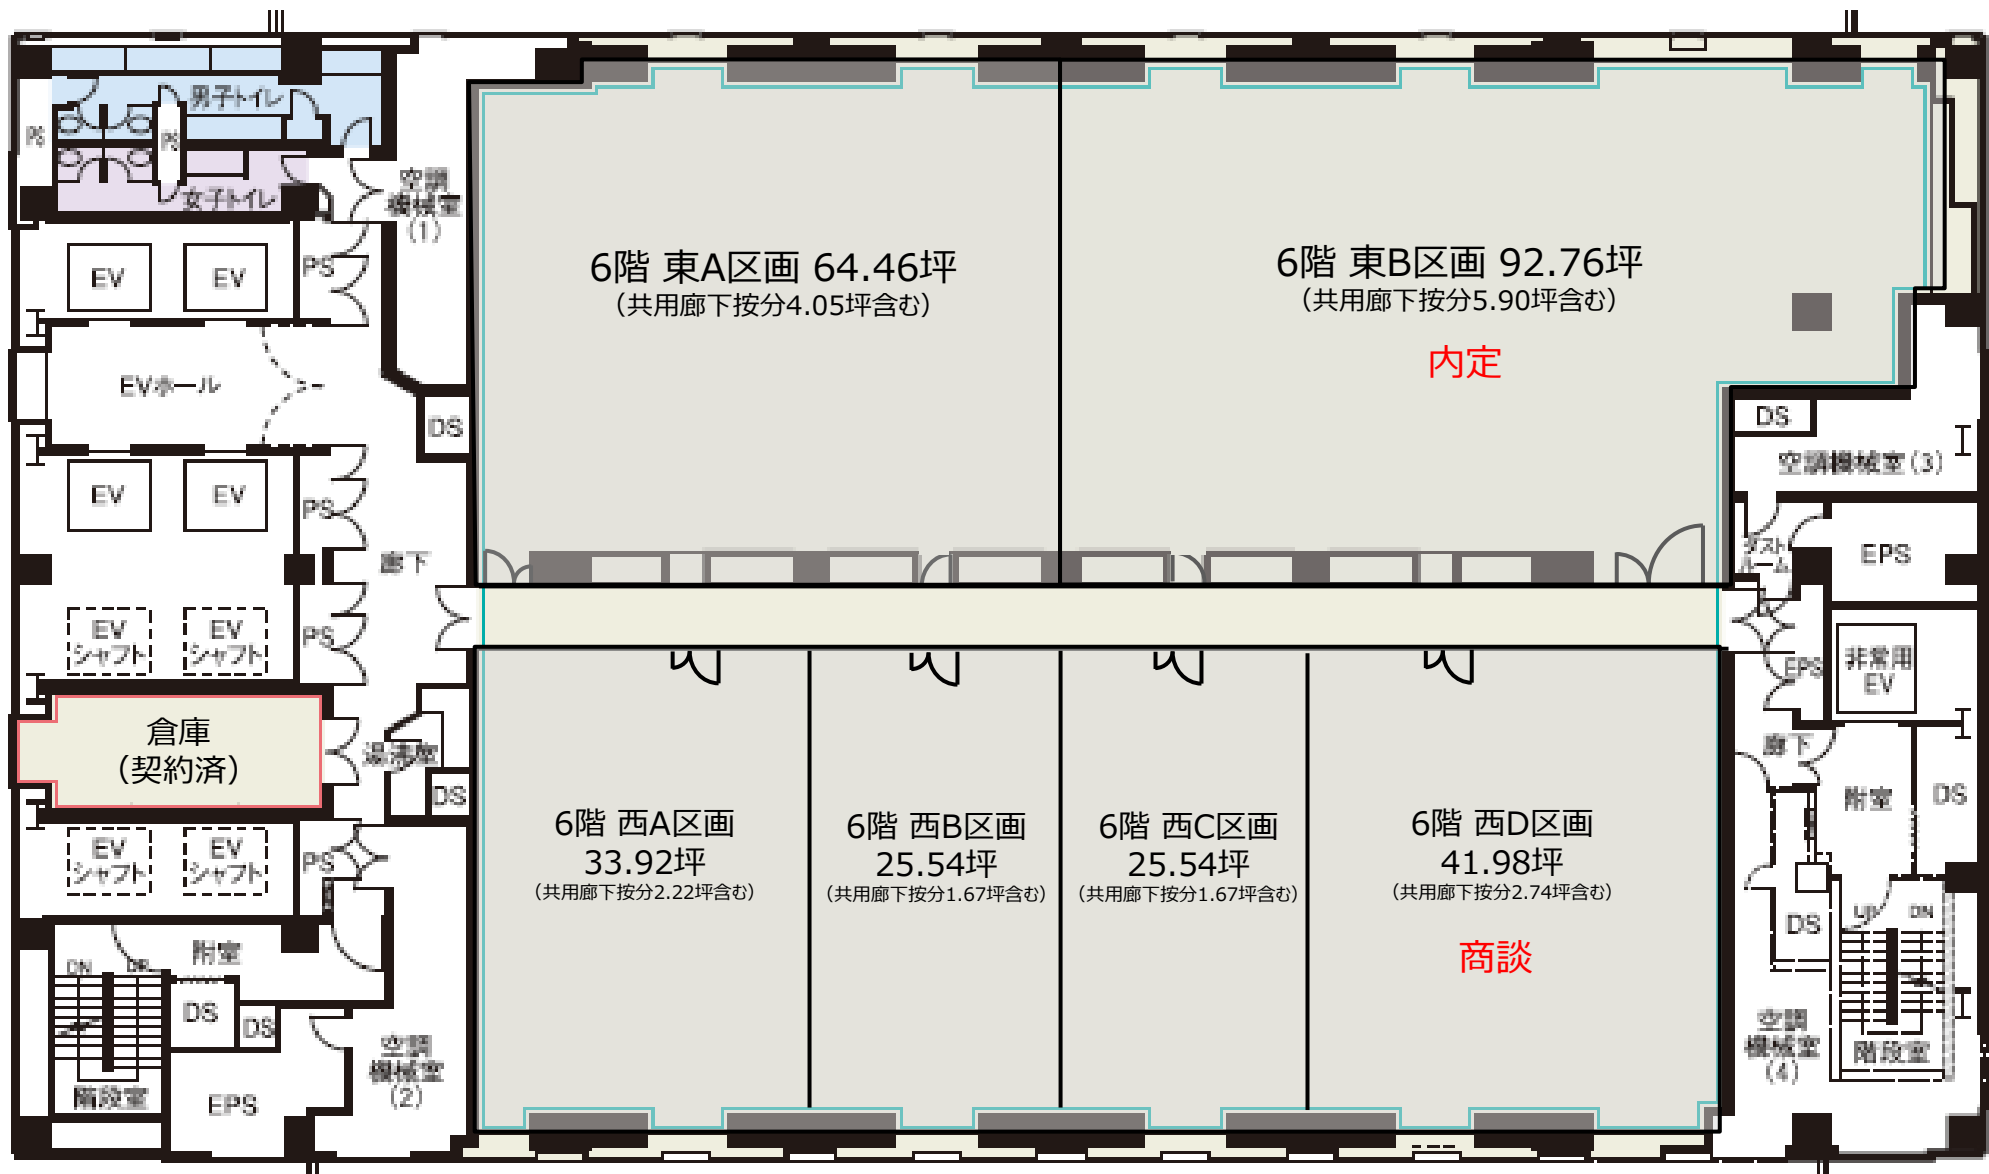 男子トイレ
PS
PS
女子トイレ
空調
機械室
(1)
EV
EV
PS
6階 東A区画 64.46坪
（共用廊下按分4.05坪含む）
6階 東B区画 92.76坪
（共用廊下按分5.90坪含む）
内定
EVホール
DS
DS
空調機械室(3)
EV
EV
PS
廊下
ダスト
ルーム
EPS
EV
シャフト
EV
シャフト
PS
EPS
非常用
EV
倉庫
（契約済）
湯沸室
DS
廊下
附室
DS
EV
シャフト
EV
シャフト
PS
6階 西A区画
33.92坪
（共用廊下按分2.22坪含む）
6階 西B区画
25.54坪
（共用廊下按分1.67坪含む）
6階 西C区画
25.54坪
（共用廊下按分1.67坪含む）
6階 西D区画
41.98坪
（共用廊下按分2.74坪含む）
商談
附室
DN
DS
DS
空調
機械室
(2)
階段室
EPS
DS
UP
DN
空調
機械室
(4)
階段室